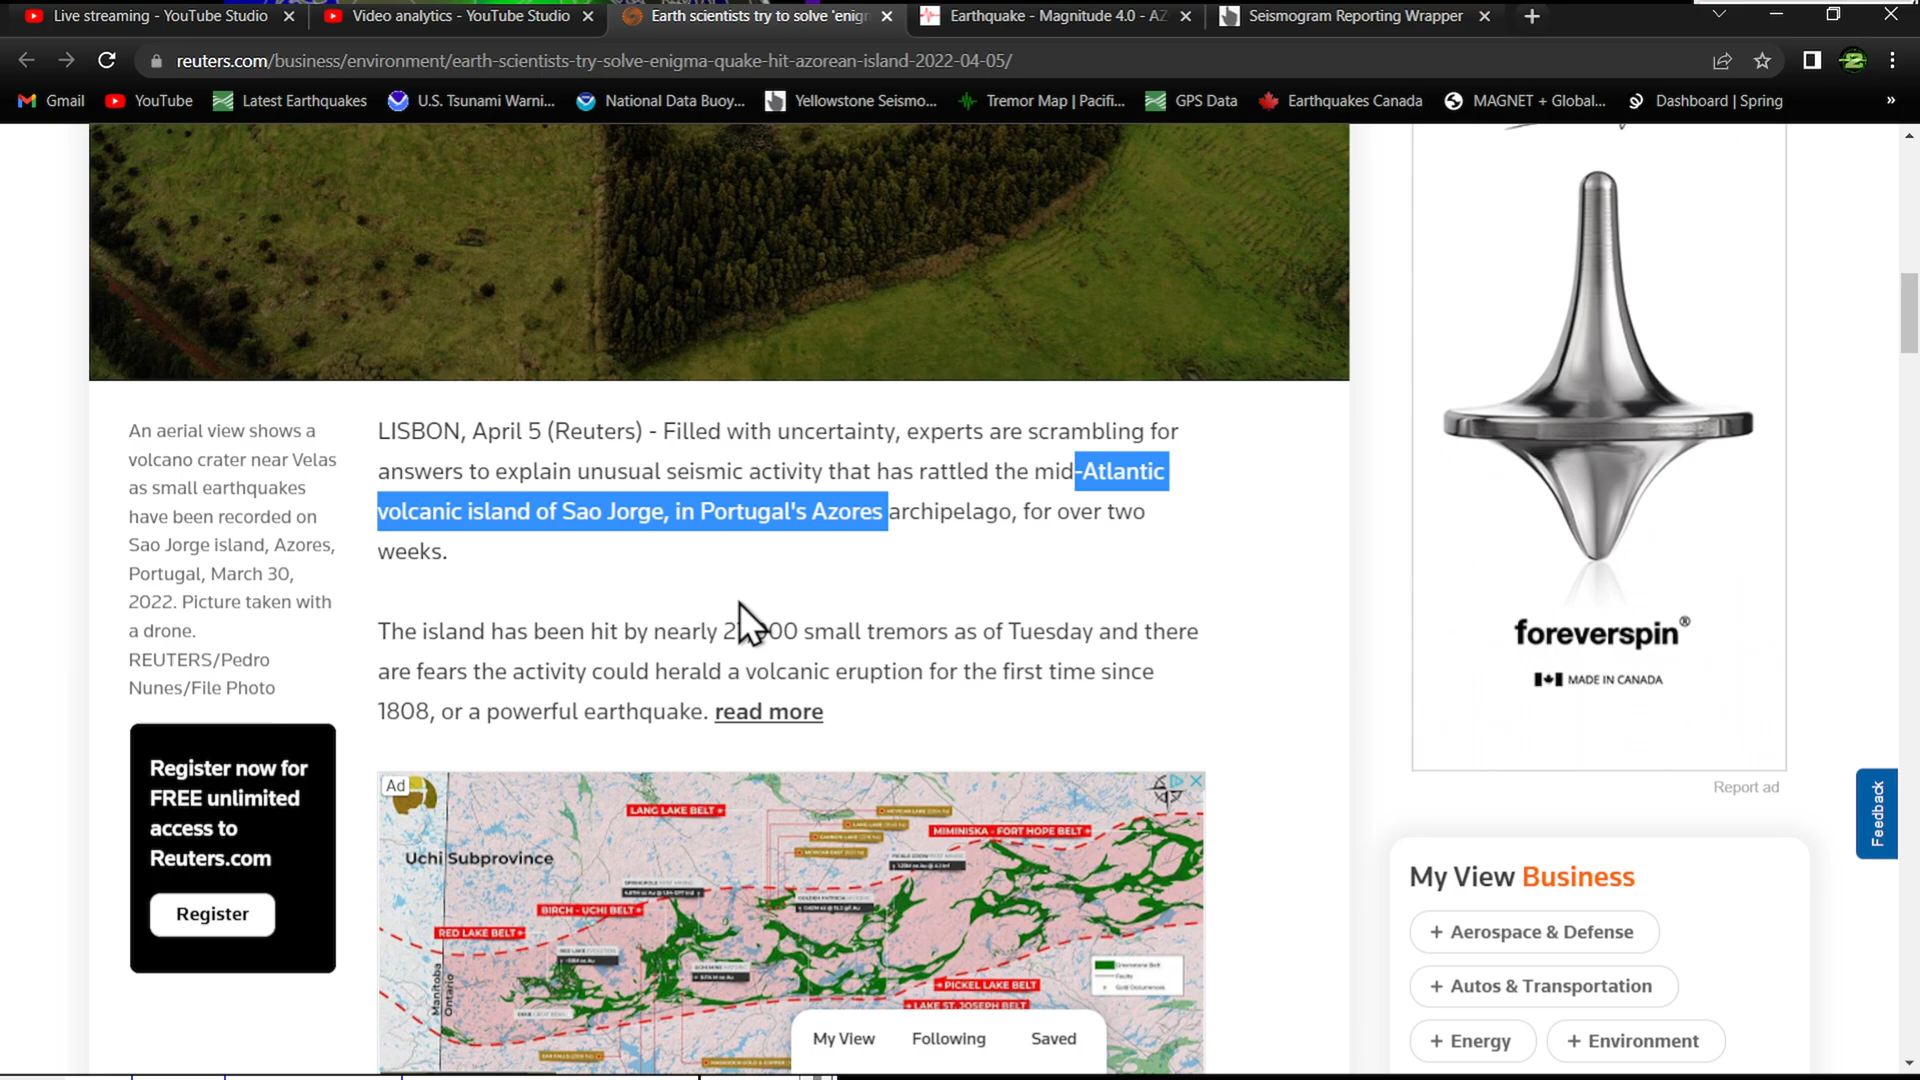 Live streaming - YouTube Studio
Video analytics - YouTube Studio
Earth scientists try to solve 'enig
Earthquake - Magnitude 4.0 - AZ
Seismogram Reporting Wrapper
reuters.com/business/environment/earth-scientists-try-solve-enigma-quake-hit-azorean-island-2022-04-05/
Gmail
YouTube
Latest Earthquakes
U.S. Tsunami Warni...
National Data Buoy...
Yellowstone Seismo...
Tremor Map | Pacifi...
GPS Data
Earthquakes Canada
MAGNET + Global...
Dashboard | Spring
»
An aerial view shows a
volcano crater near Velas
as small earthquakes
have been recorded on
Sao Jorge island, Azores,
Portugal, March 30,
2022. Picture taken with
a drone.
REUTERS/Pedro
Nunes/File Photo
Register now for
FREE unlimited
access to
Reuters.com
Register
LISBON, April 5 (Reuters) - Filled with uncertainty, experts are scrambling for
answers to explain unusual seismic activity that has rattled the mid-Atlantic
volcanic island of Sao Jorge, in Portugal's Azores archipelago, for over two
weeks.
The island has been hit by nearly small tremors as of Tuesday and there
are fears the activity could herald a volcanic eruption for the first time since
1808, or a powerful earthquake. read more
Ad
LANG LAKE BELT
MIMINISKA - FORT HOPE BELT
Uchi Subprovince
BIRCH - UCHI BELT
RED LAKE BELT
PICKEL LAKE BELT
LAKE ST. JOSEPH BELT
Manitoba
Ontario
My View
Following
Saved
foreverspin®
MADE IN CANADA
Report ad
Feedback
My View Business
+ Aerospace & Defense
+ Autos & Transportation
+ Energy
+ Environment